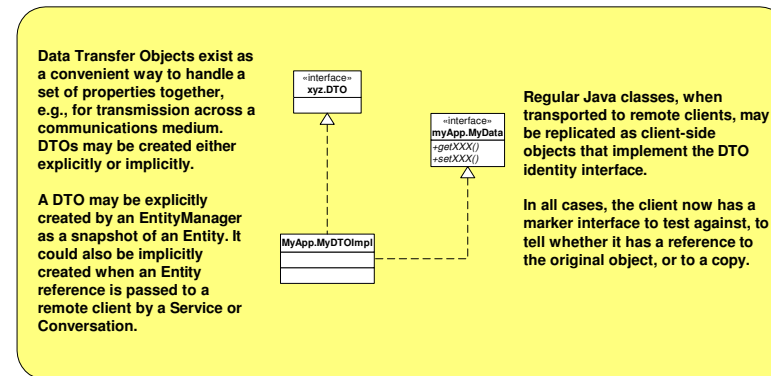 Data Transfer Objects exist as
a convenient way to handle a
set of properties together,
e.g., for transmission across a
communications medium.
DTOs may be created either
explicitly or implicitly.
A DTO may be explicitly
created by an EntityManager
as a snapshot of an Entity. It
could also be implicitly
created when an Entity
reference is passed to a
remote client by a Service or
Conversation.
«interface»
xyz.DTO
«interface»
myApp.MyData
+getXXX()
+setXXX()
MyApp.MyDTOImpl
Regular Java classes, when
transported to remote clients, may
be replicated as client-side
objects that implement the DTO
identity interface.
In all cases, the client now has a
marker interface to test against, to
tell whether it has a reference to
the original object, or to a copy.